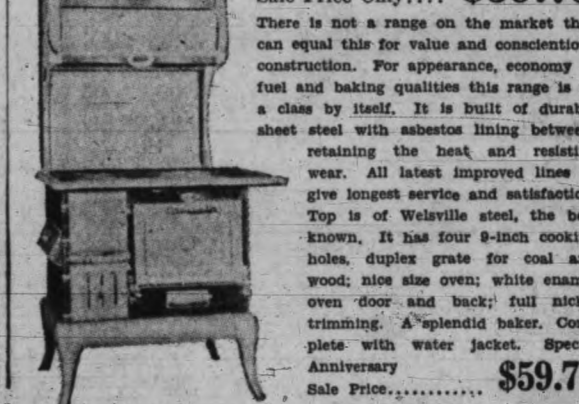 Sale Price Only....
There is not a range on the market th
can equal this for value and conscientio
construction. For appearance, economy
fuel and baking qualities this range is
a class by itself. It is built of dural
sheet steel with asbestos lining betwee
retaining the heat and resisti
wear. All latest improved lines
give longest service and satisfactio
Top is of Welsville steel, the b
known. It has four 9-inch cooki
holes, duplex grate for coal a
wood; nice size oven; white enam
oven door and back; full nick
trimming. A splendid baker. Co
plete with water jacket. Spec
Anniversary
Sale Price............ $59.7